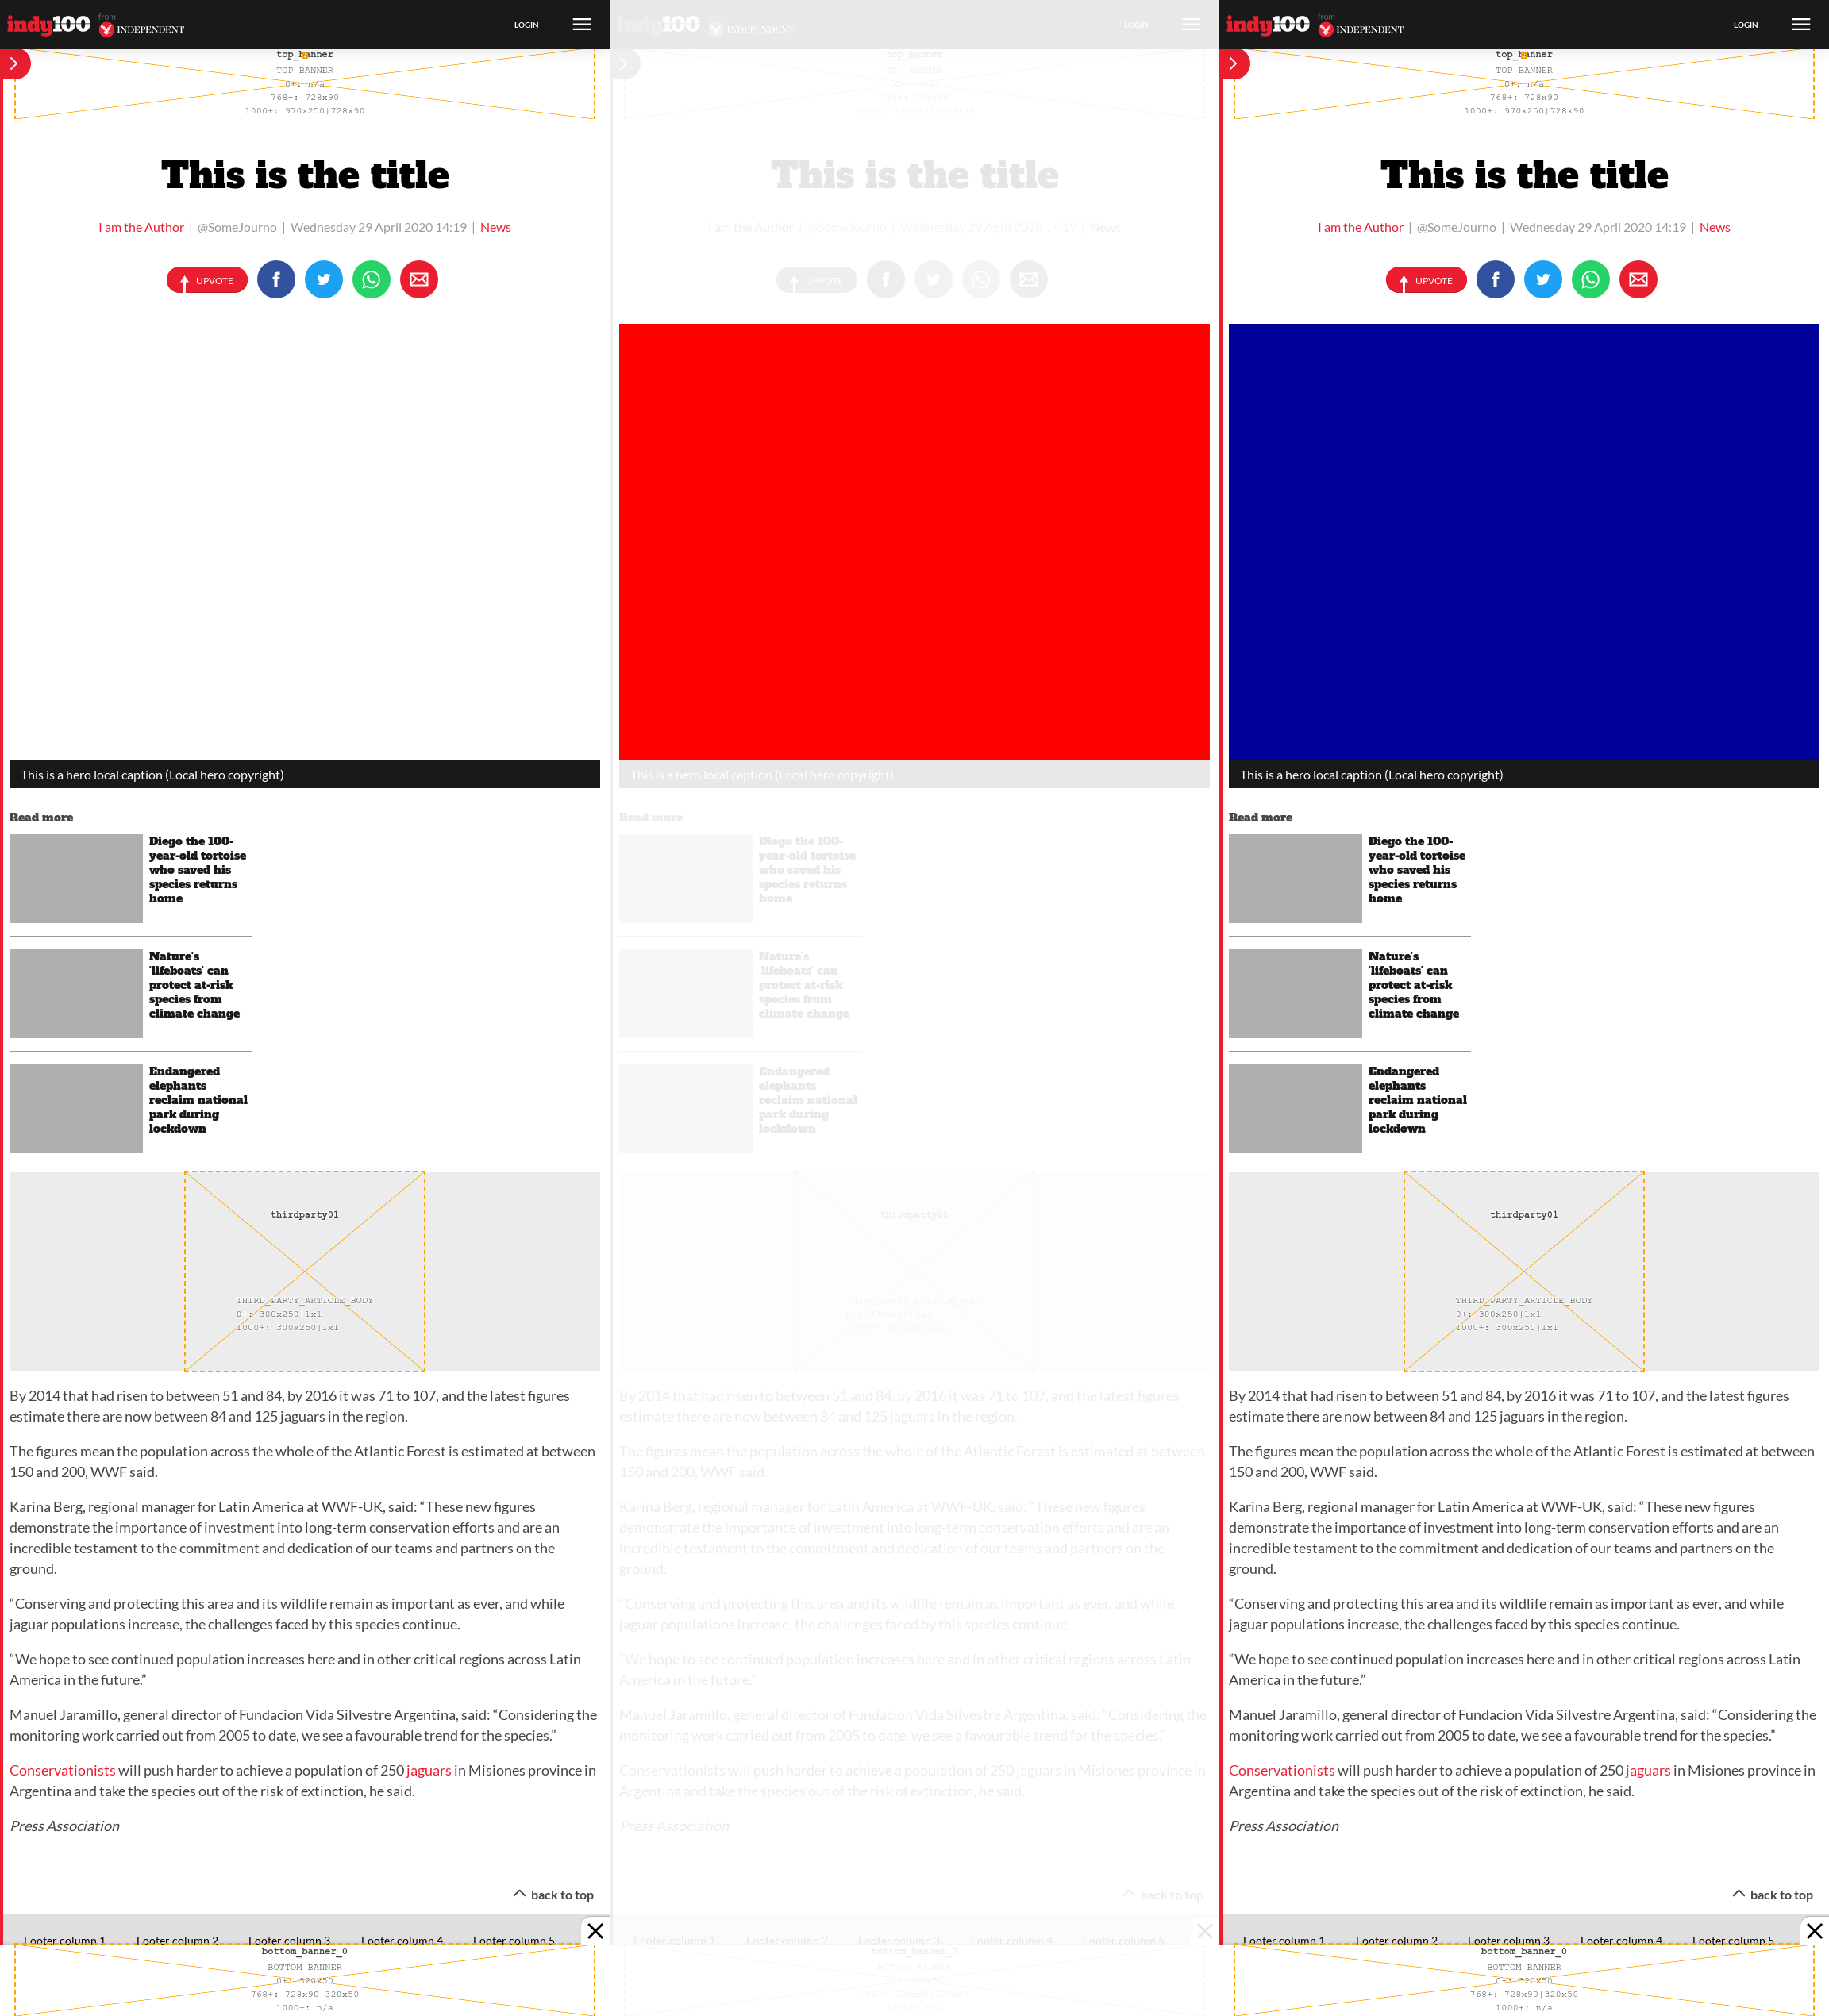 indy100 from INDEPENDENT
LOGIN
top_banner
TOP_BANNER
0+: n/a
768+: 728x90
1000+: 970x250|728x90
This is the title
I am the Author | @SomeJourno | Wednesday 29 April 2020 14:19 | News
UPVOTE
This is a hero local caption (Local hero copyright)
Read more
Diego the 100-
year-old tortoise
who saved his
species returns
home
Nature's
'lifeboats' can
protect at-risk
species from
climate change
Endangered
elephants
reclaim national
park during
lockdown
thirdparty01
THIRD_PARTY_ARTICLE_BODY
0+: 300x250|1x1
1000+: 300x250|1x1
By 2014 that had risen to between 51 and 84, by 2016 it was 71 to 107, and the latest figures
estimate there are now between 84 and 125 jaguars in the region.
The figures mean the population across the whole of the Atlantic Forest is estimated at between
150 and 200, WWF said.
Karina Berg, regional manager for Latin America at WWF-UK, said: “These new figures
demonstrate the importance of investment into long-term conservation efforts and are an
incredible testament to the commitment and dedication of our teams and partners on the
ground.
“Conserving and protecting this area and its wildlife remain as important as ever, and while
jaguar populations increase, the challenges faced by this species continue.
“We hope to see continued population increases here and in other critical regions across Latin
America in the future.”
Manuel Jaramillo, general director of Fundacion Vida Silvestre Argentina, said: “Considering the
monitoring work carried out from 2005 to date, we see a favourable trend for the species.”
Conservationists will push harder to achieve a population of 250 jaguars in Misiones province in
Argentina and take the species out of the risk of extinction, he said.
Press Association
back to top
Footer column 1 Footer column 2 Footer column 3 Footer column 4 Footer column 5
bottom_banner_0
BOTTOM_BANNER
0+: 320x50
768+: 728x90|320x50
1000+: n/a
indy100 from INDEPENDENT
LOGIN
top_banner
TOP_BANNER
0+: n/a
768+: 728x90
1000+: 970x250|728x90
This is the title
I am the Author | @SomeJourno | Wednesday 29 April 2020 14:19 | News
UPVOTE
This is a hero local caption (Local hero copyright)
Read more
Diego the 100-
year-old tortoise
who saved his
species returns
home
Nature's
'lifeboats' can
protect at-risk
species from
climate change
Endangered
elephants
reclaim national
park during
lockdown
thirdparty01
THIRD_PARTY_ARTICLE_BODY
0+: 300x250|1x1
1000+: 300x250|1x1
By 2014 that had risen to between 51 and 84, by 2016 it was 71 to 107, and the latest figures
estimate there are now between 84 and 125 jaguars in the region.
The figures mean the population across the whole of the Atlantic Forest is estimated at between
150 and 200, WWF said.
Karina Berg, regional manager for Latin America at WWF-UK, said: “These new figures
demonstrate the importance of investment into long-term conservation efforts and are an
incredible testament to the commitment and dedication of our teams and partners on the
ground.
“Conserving and protecting this area and its wildlife remain as important as ever, and while
jaguar populations increase, the challenges faced by this species continue.
“We hope to see continued population increases here and in other critical regions across Latin
America in the future.”
Manuel Jaramillo, general director of Fundacion Vida Silvestre Argentina, said: “Considering the
monitoring work carried out from 2005 to date, we see a favourable trend for the species.”
Conservationists will push harder to achieve a population of 250 jaguars in Misiones province in
Argentina and take the species out of the risk of extinction, he said.
Press Association
back to top
Footer column 1 Footer column 2 Footer column 3 Footer column 4 Footer column 5
bottom_banner_0
BOTTOM_BANNER
0+: 320x50
768+: 728x90|320x50
1000+: n/a
indy100 from INDEPENDENT
LOGIN
top_banner
TOP_BANNER
0+: n/a
768+: 728x90
1000+: 970x250|728x90
This is the title
I am the Author | @SomeJourno | Wednesday 29 April 2020 14:19 | News
UPVOTE
This is a hero local caption (Local hero copyright)
Read more
Diego the 100-
year-old tortoise
who saved his
species returns
home
Nature's
'lifeboats' can
protect at-risk
species from
climate change
Endangered
elephants
reclaim national
park during
lockdown
thirdparty01
THIRD_PARTY_ARTICLE_BODY
0+: 300x250|1x1
1000+: 300x250|1x1
By 2014 that had risen to between 51 and 84, by 2016 it was 71 to 107, and the latest figures
estimate there are now between 84 and 125 jaguars in the region.
The figures mean the population across the whole of the Atlantic Forest is estimated at between
150 and 200, WWF said.
Karina Berg, regional manager for Latin America at WWF-UK, said: “These new figures
demonstrate the importance of investment into long-term conservation efforts and are an
incredible testament to the commitment and dedication of our teams and partners on the
ground.
“Conserving and protecting this area and its wildlife remain as important as ever, and while
jaguar populations increase, the challenges faced by this species continue.
“We hope to see continued population increases here and in other critical regions across Latin
America in the future.”
Manuel Jaramillo, general director of Fundacion Vida Silvestre Argentina, said: “Considering the
monitoring work carried out from 2005 to date, we see a favourable trend for the species.”
Conservationists will push harder to achieve a population of 250 jaguars in Misiones province in
Argentina and take the species out of the risk of extinction, he said.
Press Association
back to top
Footer column 1 Footer column 2 Footer column 3 Footer column 4 Footer column 5
bottom_banner_0
BOTTOM_BANNER
0+: 320x50
768+: 728x90|320x50
1000+: n/a